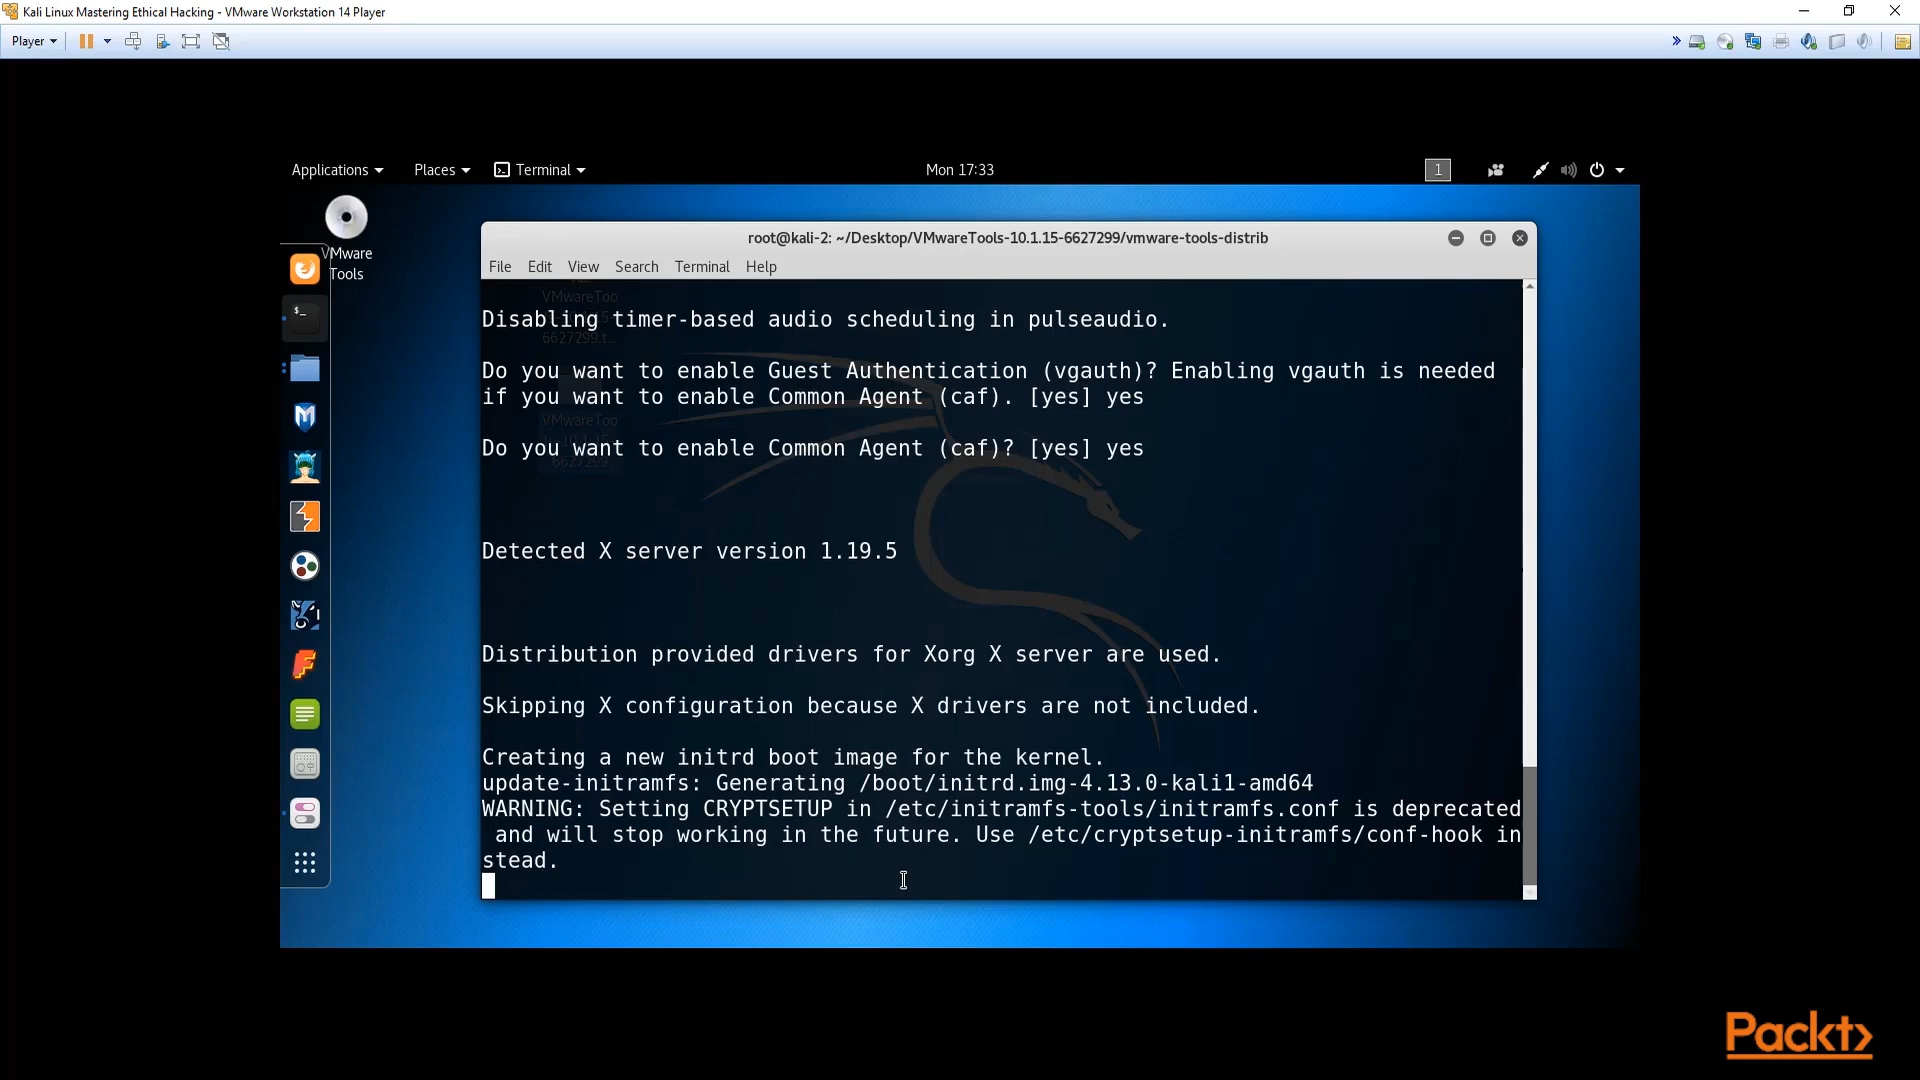 Kali Linux Mastering Ethical Hacking - VMware Workstation 14 Player
Player
Applications Places Terminal Mon 17:33 1
VMware
Tools
root@kali-2: ~/Desktop/VMwareTools-10.1.15-6627299/vmware-tools-distrib
File Edit View Search Terminal Help
VMwareToo
6627299.t...
Disabling timer-based audio scheduling in pulseaudio.
Do you want to enable Guest Authentication (vgauth)? Enabling vgauth is needed
if you want to enable Common Agent (caf). [yes] yes
VMwareToo
Do you want to enable Common Agent (caf)? [yes] yes
6627299
Detected X server version 1.19.5
Distribution provided drivers for Xorg X server are used.
Skipping X configuration because X drivers are not included.
Creating a new initrd boot image for the kernel.
update-initramfs: Generating /boot/initrd.img-4.13.0-kali1-amd64
WARNING: Setting CRYPTSETUP in /etc/initramfs-tools/initramfs.conf is deprecated
 and will stop working in the future. Use /etc/cryptsetup-initramfs/conf-hook in
stead.
Packt>